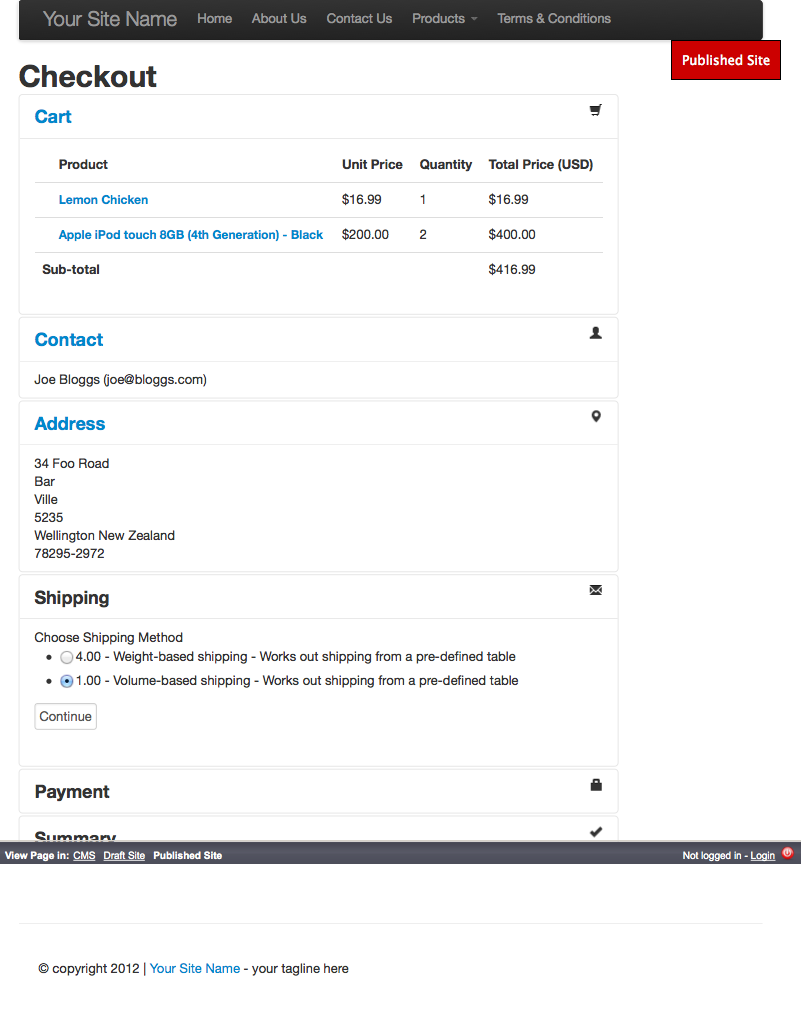 Your Site Name Home About Us Contact Us Products Terms & Conditions
Published Site
Checkout
Cart
Product Unit Price Quantity Total Price (USD)
Lemon Chicken $16.99 1 $16.99
Apple iPod touch 8GB (4th Generation) - Black $200.00 2 $400.00
Sub-total $416.99
Contact
Joe Bloggs (joe@bloggs.com)
Address
34 Foo Road
Bar
Ville
5235
Wellington New Zealand
78295-2972
Shipping
Choose Shipping Method
4.00 - Weight-based shipping - Works out shipping from a pre-defined table
1.00 - Volume-based shipping - Works out shipping from a pre-defined table
Continue
Payment
Summary
View Page in: CMS Draft Site Published Site Not logged in - Login
© copyright 2012 | Your Site Name - your tagline here